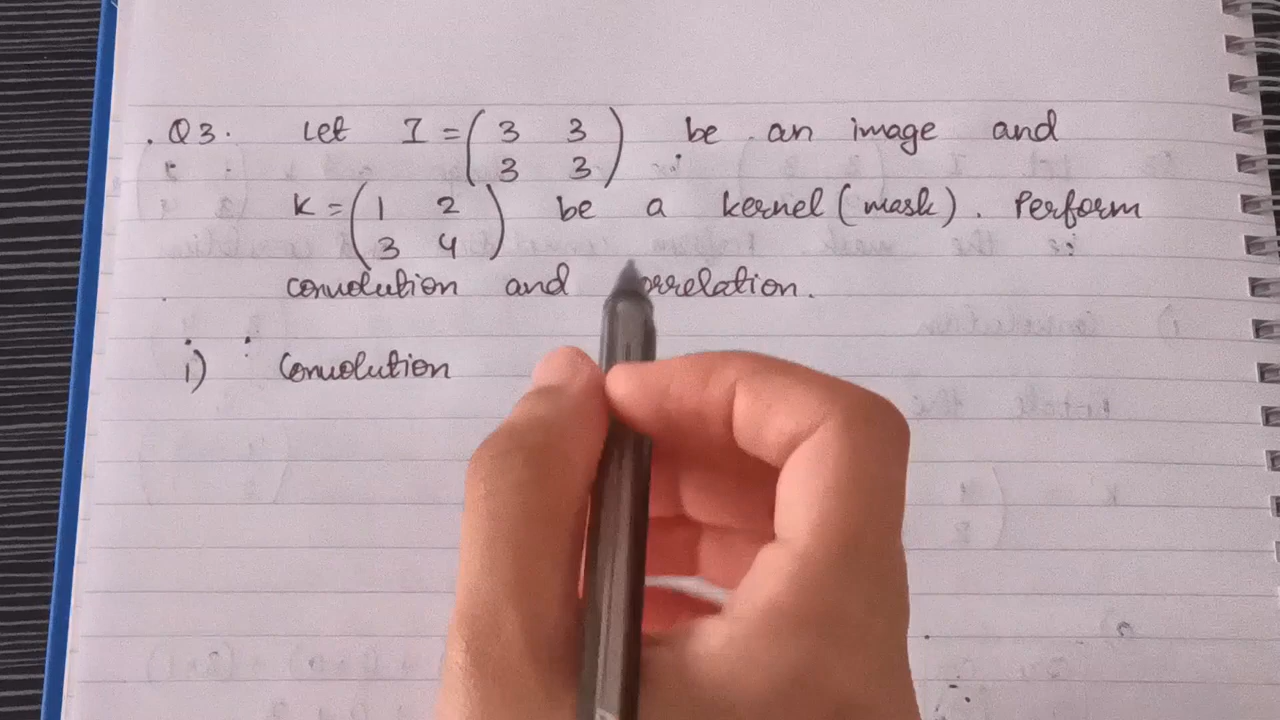 . Q3. Let I = ( 3 3
3 3 ) be an image and
K = ( 1 2
3 4 ) be a kernel (mask). Perform
convolution and correlation.
i) Convolution